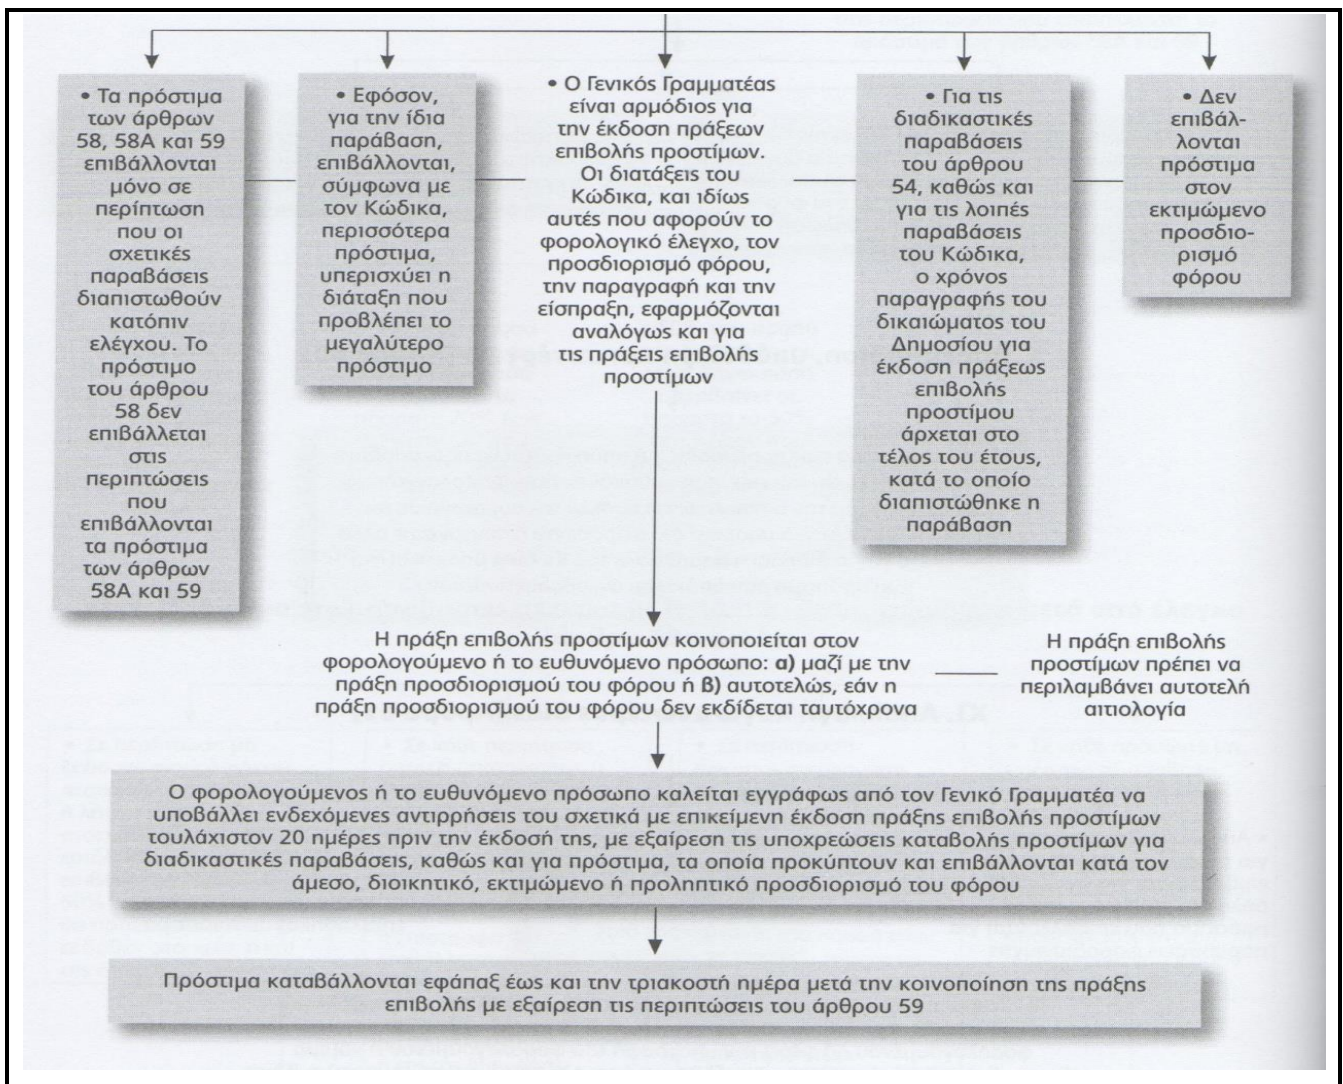 • Τα πρόστιμα
των άρθρων
58, 58Α και 59
επιβάλλονται
μόνο σε
περίπτωση
που οι
σχετικές
παραβάσεις
διαπιστωθούν
κατόπιν
ελέγχου. Το
πρόστιμο
του άρθρου
58 δεν
επιβάλλεται
στις
περιπτώσεις
που
επιβάλλονται
τα πρόστιμα
των άρθρων
58Α και 59
• Εφόσον,
για την ίδια
παράβαση,
επιβάλλονται,
σύμφωνα με
τον Κώδικα,
περισσότερα
πρόστιμα,
υπερισχύει η
διάταξη που
προβλέπει το
μεγαλύτερο
πρόστιμο
• Ο Γενικός Γραμματέας
είναι αρμόδιος για
την έκδοση πράξεων
επιβολής προστίμων.
Οι διατάξεις του
Κώδικα, και ιδίως
αυτές που αφορούν το
φορολογικό έλεγχο, τον
προσδιορισμό φόρου,
την παραγραφή και την
είσπραξη, εφαρμόζονται
αναλόγως και για
τις πράξεις επιβολής
προστίμων
• Για τις
διαδικαστικές
παραβάσεις
του άρθρου
54, καθώς και
για τις λοιπές
παραβάσεις
του Κώδικα,
ο χρόνος
παραγραφής του
δικαιώματος του
Δημοσίου για
έκδοση πράξεως
επιβολής
προστίμου
άρχεται στο
τέλος του έτους,
κατά το οποίο
διαπιστώθηκε η
παράβαση
• Δεν
επιβάλ-
λονται
πρόστιμα
στον
εκτιμώμενο
προσδιο-
ρισμό
φόρου
Η πράξη επιβολής προστίμων κοινοποιείται στον
φορολογούμενο ή το ευθυνόμενο πρόσωπο: α) μαζί με την
πράξη προσδιορισμού του φόρου ή β) αυτοτελώς, εάν η
πράξη προσδιορισμού του φόρου δεν εκδίδεται ταυτόχρονα
Η πράξη επιβολής
προστίμων πρέπει να
περιλαμβάνει αυτοτελή
αιτιολογία
Ο φορολογούμενος ή το ευθυνόμενο πρόσωπο καλείται εγγράφως από τον Γενικό Γραμματέα να
υποβάλλει ενδεχόμενες αντιρρήσεις του σχετικά με επικείμενη έκδοση πράξης επιβολής προστίμων
τουλάχιστον 20 ημέρες πριν την έκδοσή της, με εξαίρεση τις υποχρεώσεις καταβολής προστίμων για
διαδικαστικές παραβάσεις, καθώς και για πρόστιμα, τα οποία προκύπτουν και επιβάλλονται κατά τον
άμεσο, διοικητικό, εκτιμώμενο ή προληπτικό προσδιορισμό του φόρου
Πρόστιμα καταβάλλονται εφάπαξ έως και την τριακοστή ημέρα μετά την κοινοποίηση της πράξης
επιβολής με εξαίρεση τις περιπτώσεις του άρθρου 59